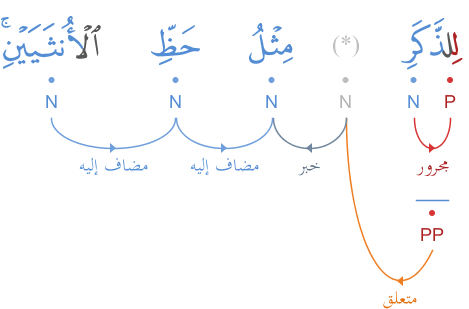 لِلذَّكَرِ (*) مِثْلُ حَظِّ ٱلْأُنثَيَيْنِ ۚ
P N N N N N
مجرور خبر مضاف إليه مضاف إليه
PP
متعلق